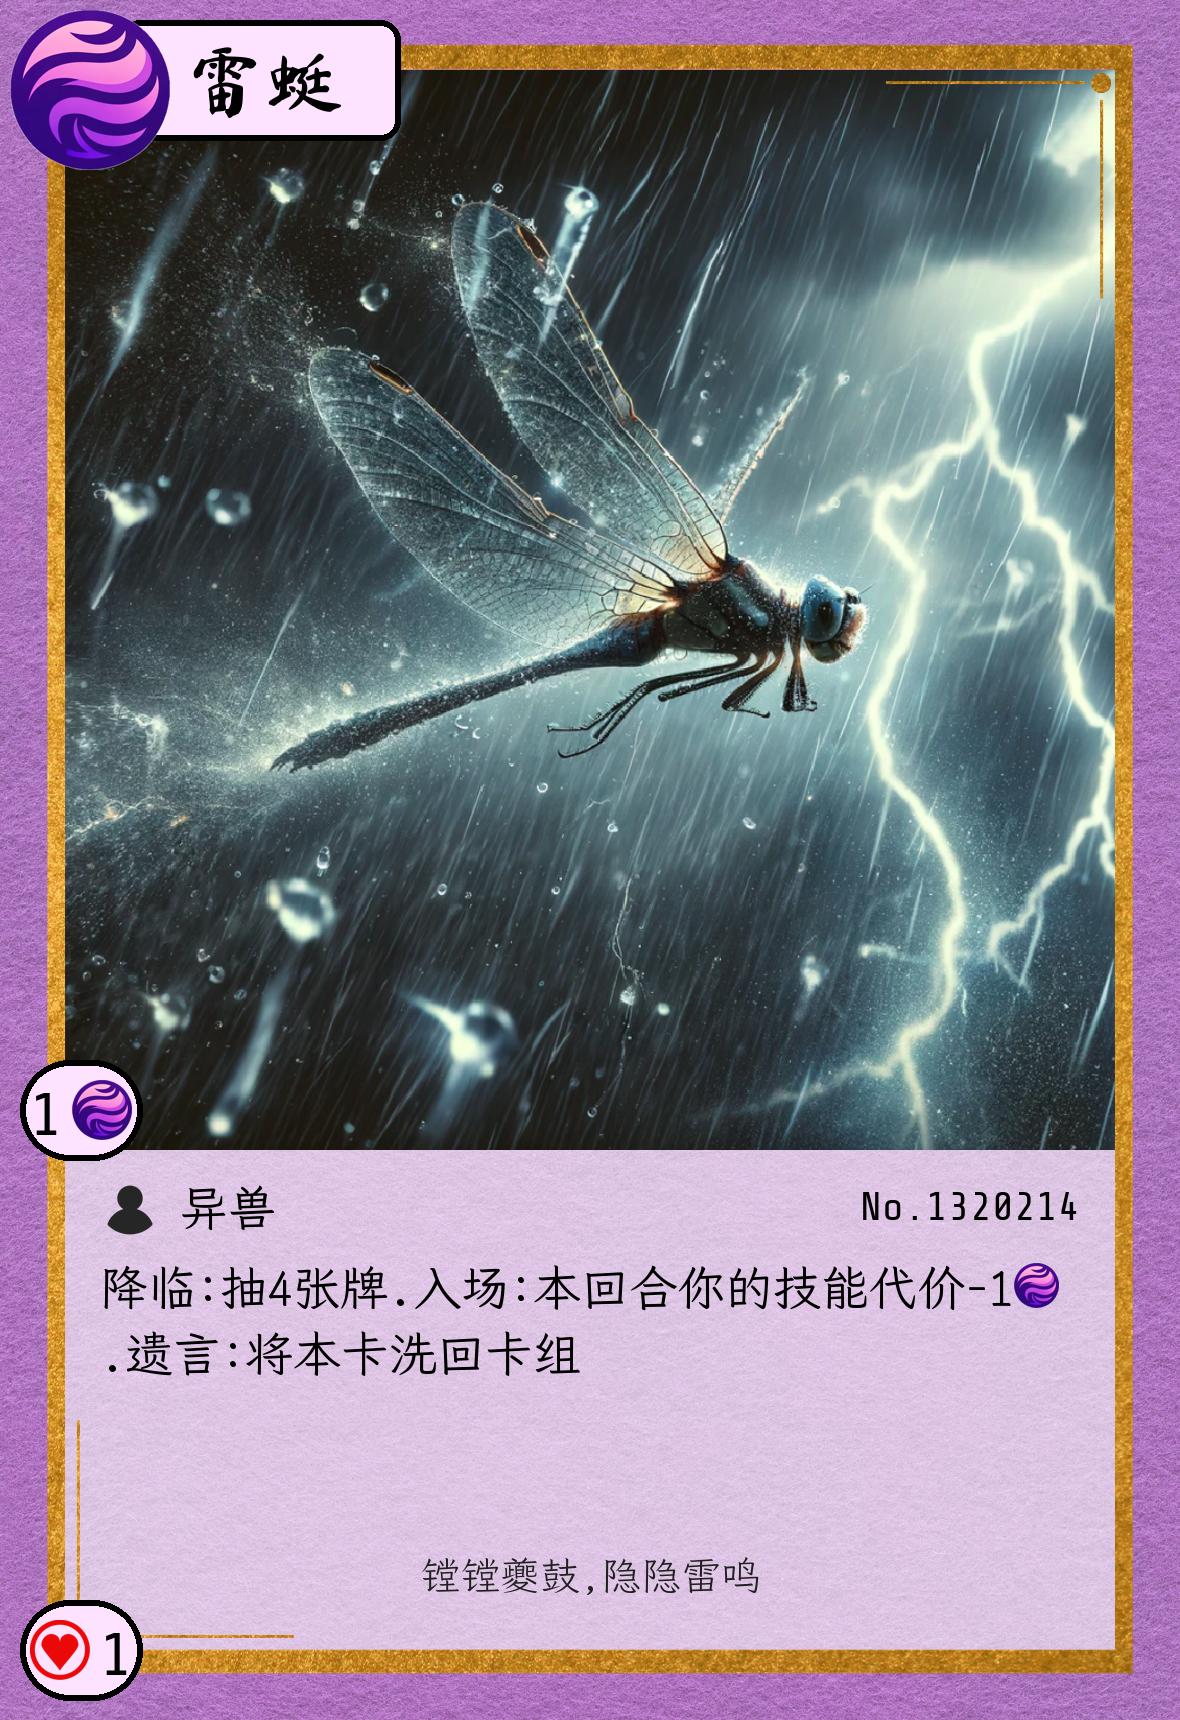 雷蜓
1
异兽
No.1320214
降临:抽4张牌.入场:本回合你的技能代价-1
.遗言:将本卡洗回卡组
镗镗夔鼓,隐隐雷鸣
1